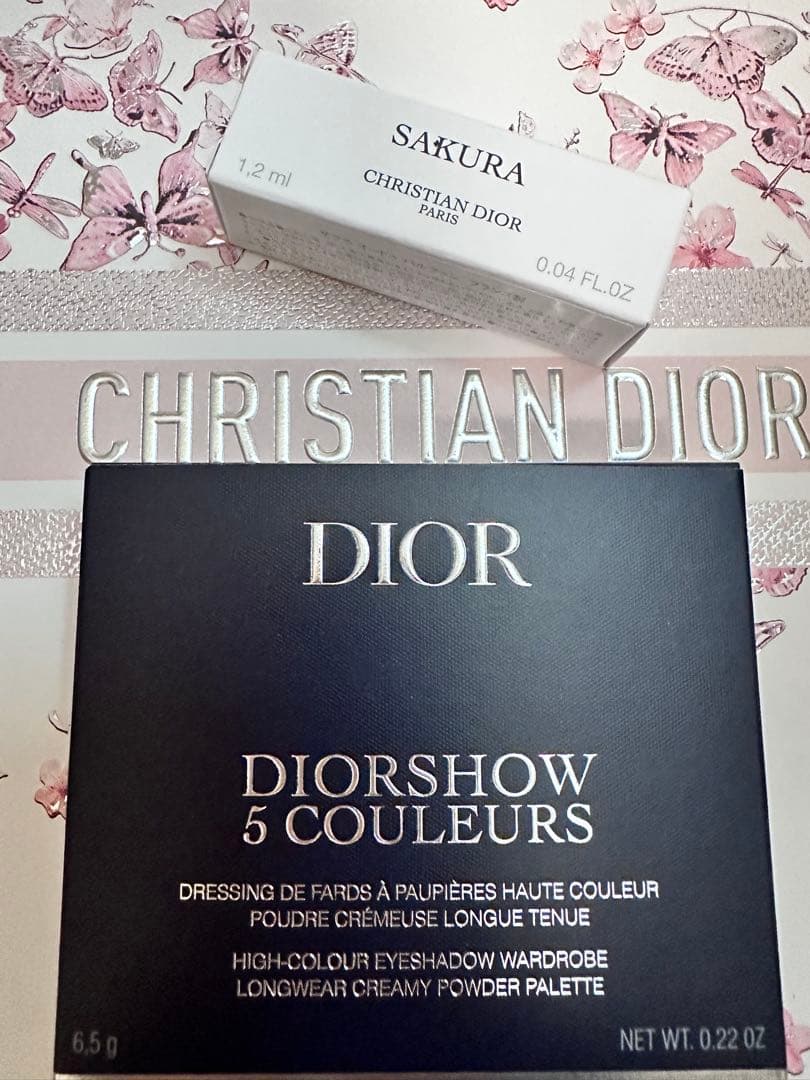 SAKURA
CHRISTIAN DIOR
PARIS
1,2 ml
0.04 FL.OZ
CHRISTIAN DIOR
DIOR
DIORSHOW
5 COULEURS
DRESSING DE FARDS À PAUPIÈRES HAUTE COULEUR
POUDRE CRÉMEUSE LONGUE TENUE
HIGH-COLOUR EYESHADOW WARDROBE
LONGWEAR CREAMY POWDER PALETTE
6,5 g
NET WT. 0.22 OZ